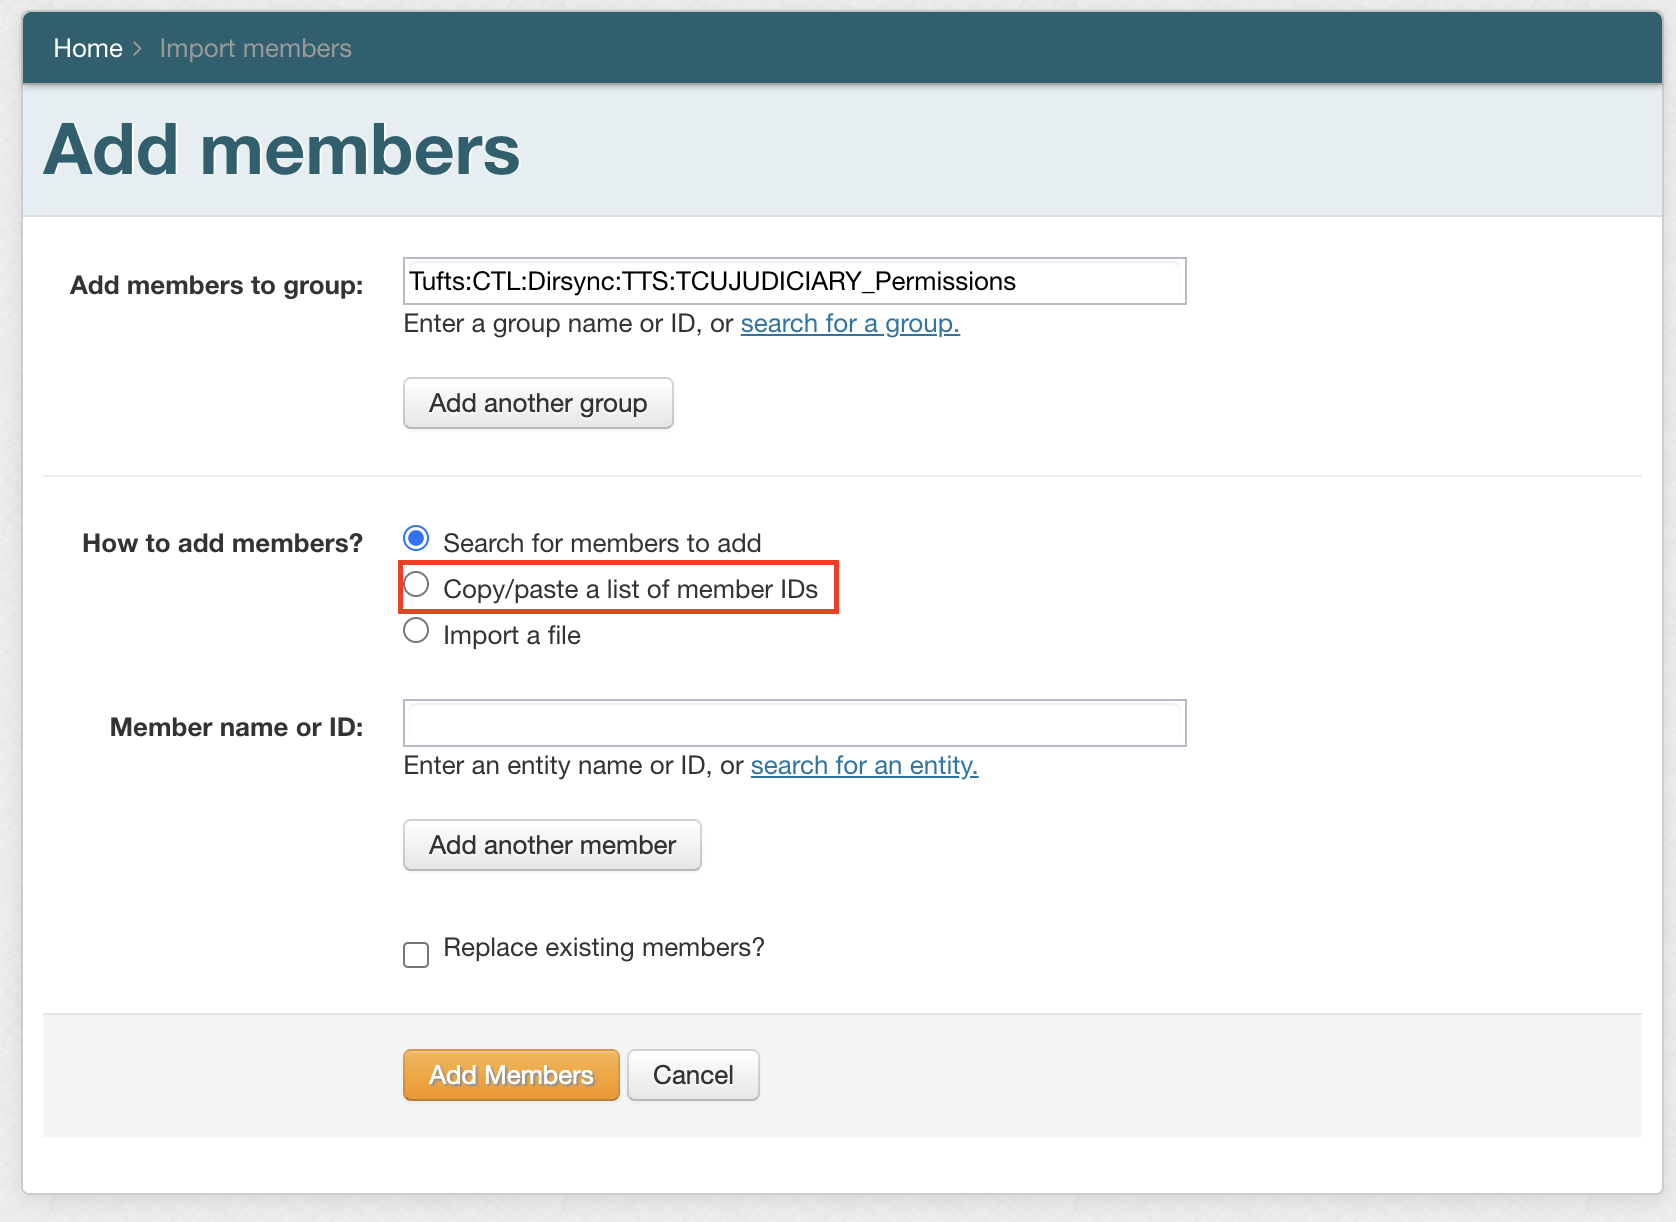 Home > Import members
Add members
Add members to group: Tufts:CTL:Dirsync:TTS:TCUJUDICIARY_Permissions
Enter a group name or ID, or search for a group.
Add another group
How to add members? Search for members to add
Copy/paste a list of member IDs
Import a file
Member name or ID:
Enter an entity name or ID, or search for an entity.
Add another member
Replace existing members?
Add Members Cancel